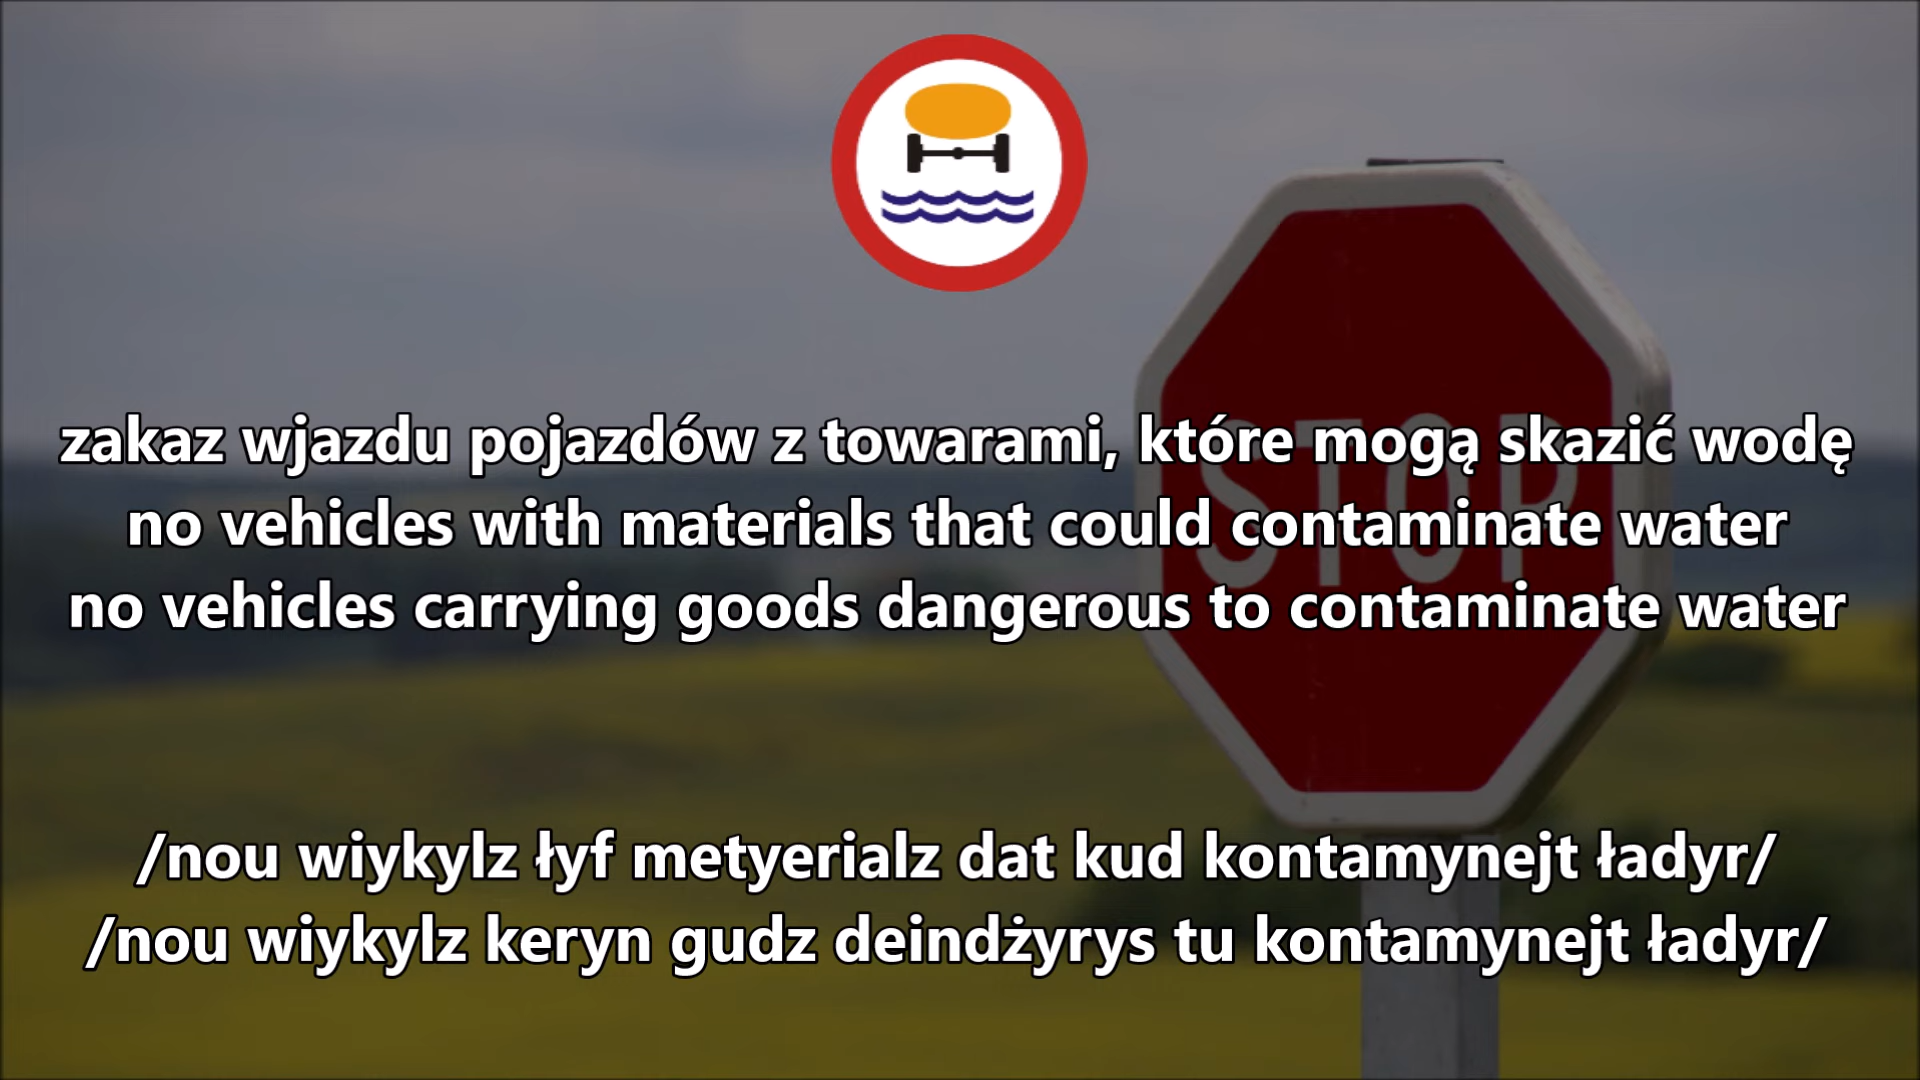 zakaz wjazdu pojazdów z towarami, które mogą skazić wodę
no vehicles with materials that could contaminate water
no vehicles carrying goods dangerous to contaminate water
STOP
/nou wiykylz łyf metyerialz dat kud kontamynejt ładyr/
/nou wiykylz keryn gudz deindżyrys tu kontamynejt ładyr/